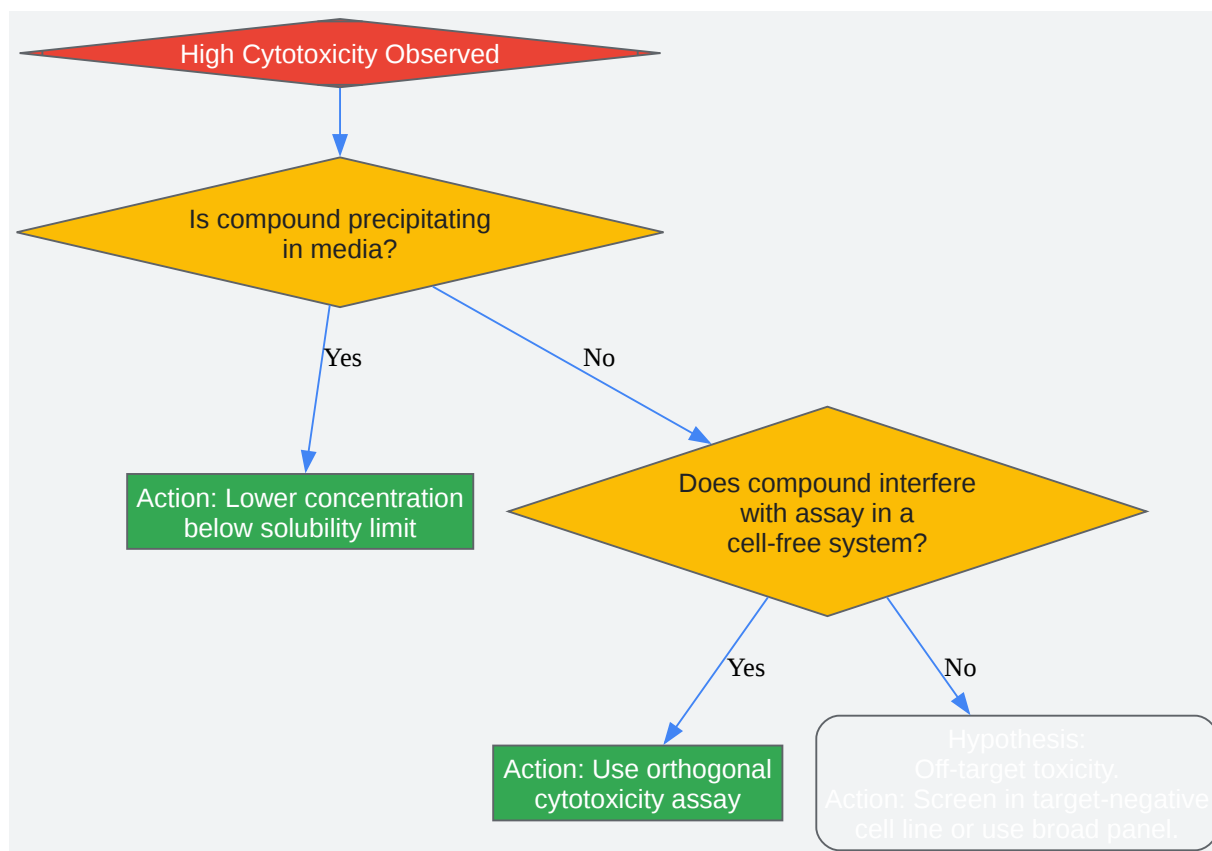 High Cytotoxicity Observed
Is compound precipitating
in media?
Yes
No
Action: Lower concentration
below solubility limit
Does compound interfere
with assay in a
cell-free system?
Yes
No
Action: Use orthogonal
cytotoxicity assay
Hypothesis:
Off-target toxicity.
Action: Screen in target-negative
cell line or use broad panel.